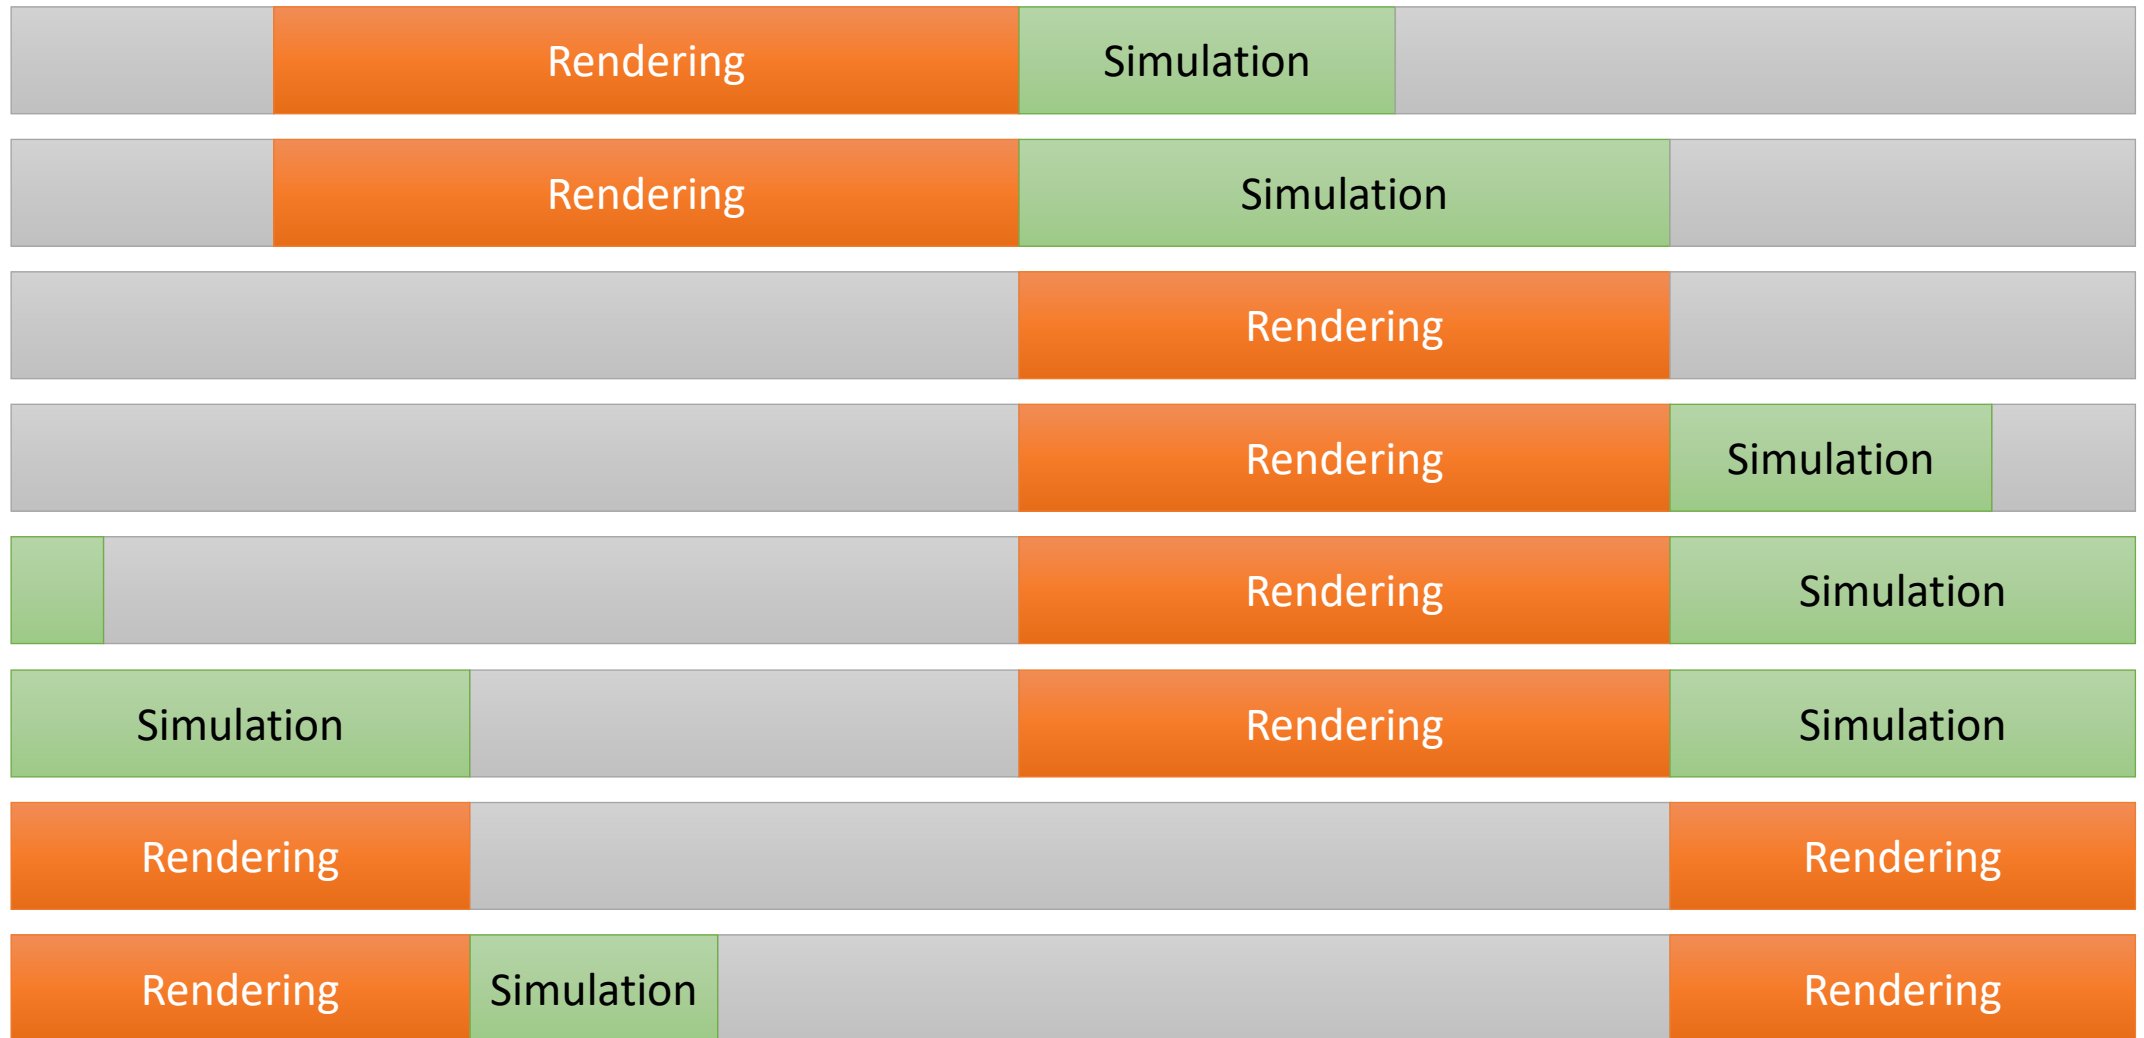 Rendering Simulation
Rendering Simulation
Rendering
Rendering Simulation
Rendering Simulation
Simulation Rendering Simulation
Rendering Rendering
Rendering Simulation Rendering